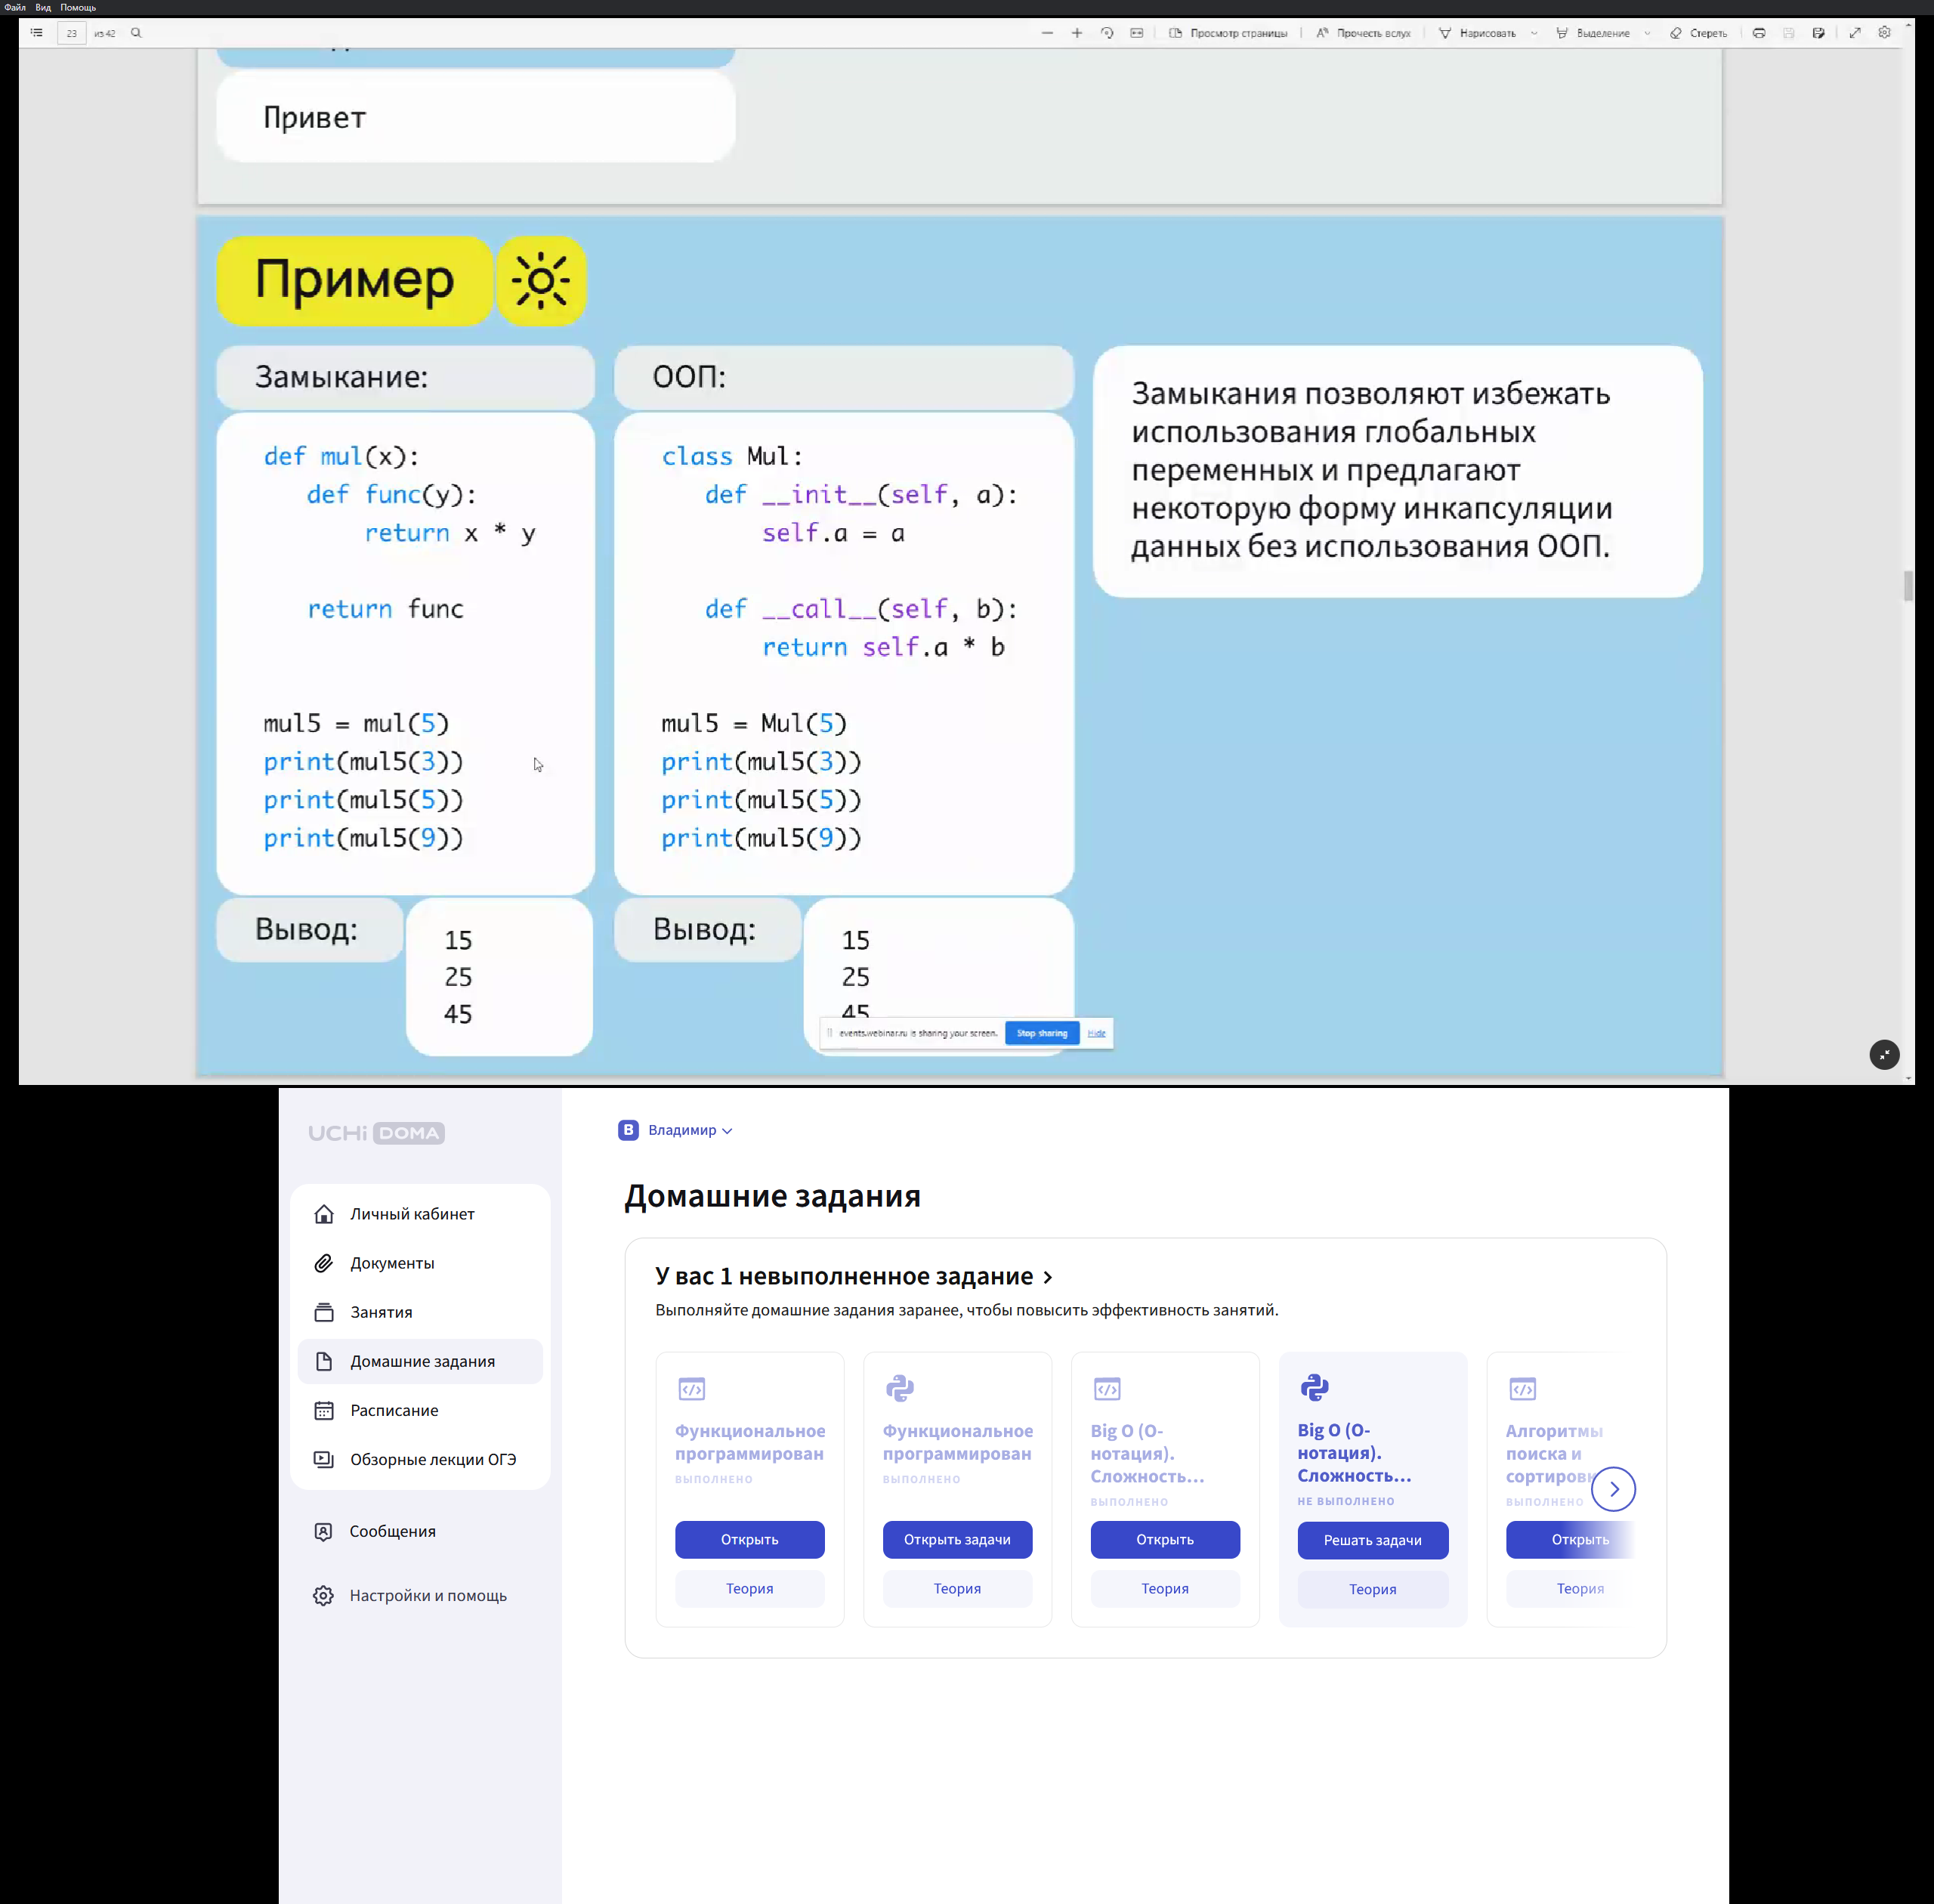 Файл Вид Помощь
23 из 42 Просмотр страницы Прочесть вслух Нарисовать Выделение Стереть
Привет
Пример
Замыкание:
def mul(x):
def func(y):
return x * y
return func
mul5 = mul(5)
print(mul5(3))
print(mul5(5))
print(mul5(9))
Вывод:
15
25
45
ООП:
class Mul:
def __init__(self, a):
self.a = a
def __call__(self, b):
return self.a * b
mul5 = Mul(5)
print(mul5(3))
print(mul5(5))
print(mul5(9))
Вывод:
15
25
45
Замыкания позволяют избежать
использования глобальных
переменных и предлагают
некоторую форму инкапсуляции
данных без использования ООП.
events.webinar.ru is sharing your screen. Stop sharing Hide
UCHi DOMA
Личный кабинет
Документы
Занятия
Домашние задания
Расписание
Обзорные лекции ОГЭ
Сообщения
Настройки и помощь
В Владимир
Домашние задания
У вас 1 невыполненное задание
Выполняйте домашние задания заранее, чтобы повысить эффективность занятий.
Функциональное
программирован
ВЫПОЛНЕНО
Открыть
Теория
Функциональное
программирован
ВЫПОЛНЕНО
Открыть задачи
Теория
Big O (О-
нотация).
Сложность...
ВЫПОЛНЕНО
Открыть
Теория
Big O (О-
нотация).
Сложность...
НЕ ВЫПОЛНЕНО
Решать задачи
Теория
Алгоритмы
поиска и
сортировк
ВЫПОЛНЕНО
Открыть
Теория